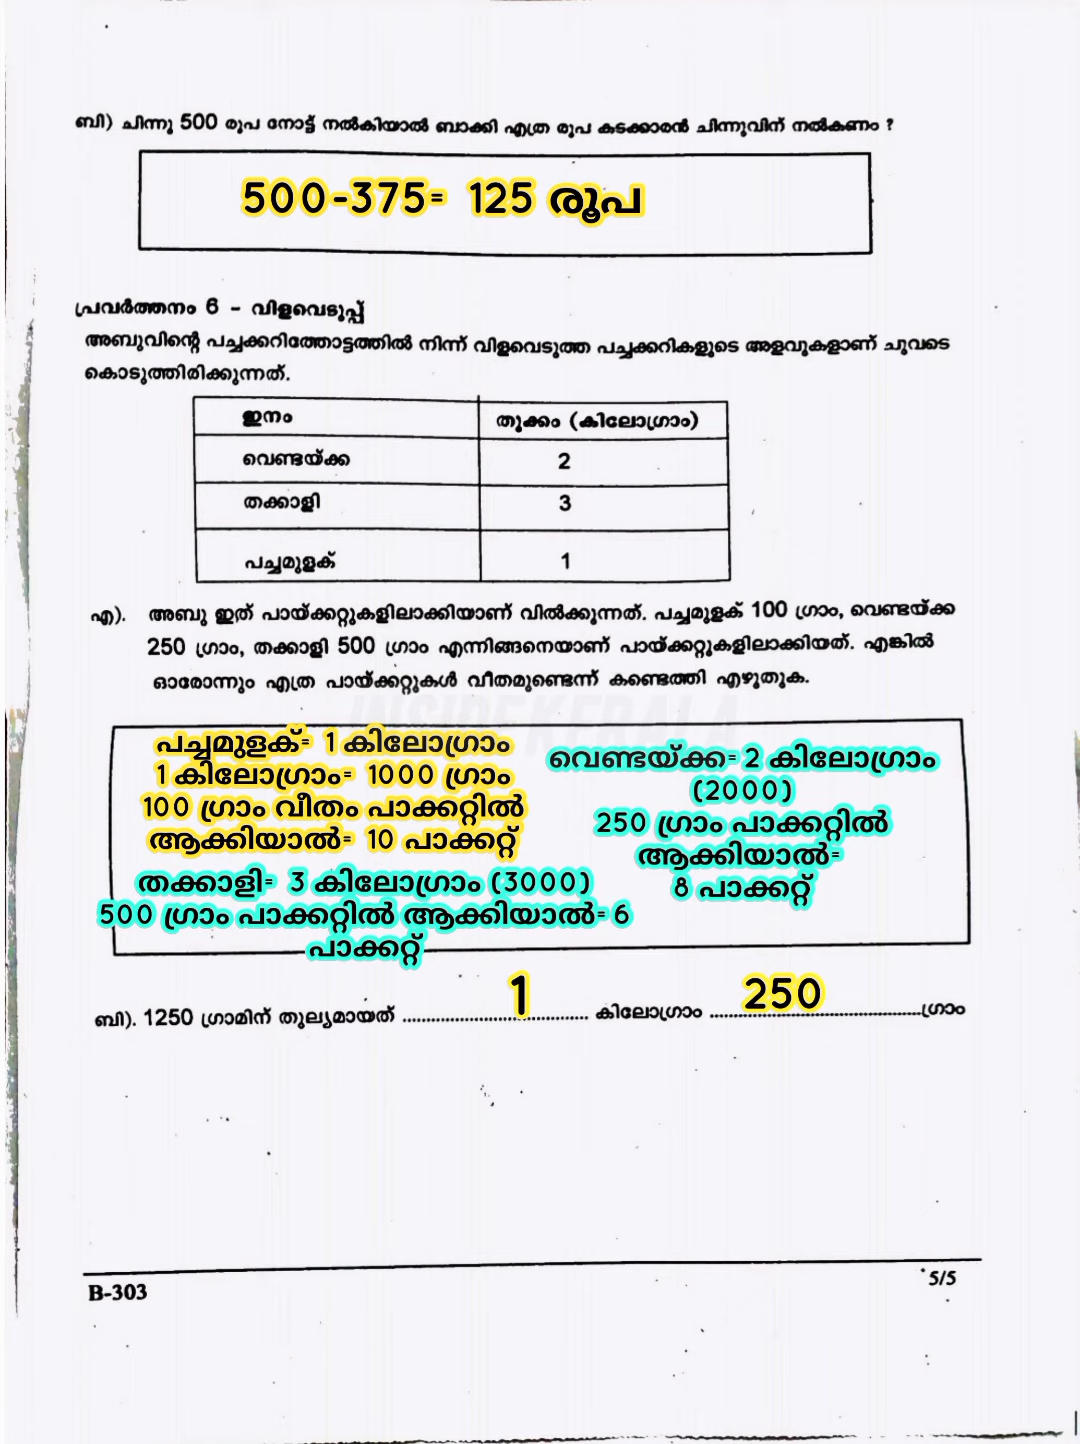 ബി) ചിന്നു 500 രൂപ നോട്ട് നൽകിയാൽ ബാക്കി എത്ര രൂപ കടക്കാരൻ ചിന്നുവിന് നൽകണം ?
500-375= 125 രൂപ
പ്രവർത്തനം 6 - വിളവെടുപ്പ്
അബുവിന്റെ പച്ചക്കറിത്തോട്ടത്തിൽ നിന്ന് വിളവെടുത്ത പച്ചക്കറികളുടെ അളവുകളാണ് ചുവടെ
കൊടുത്തിരിക്കുന്നത്.
ഇനം തൂക്കം (കിലോഗ്രാം)
വെണ്ടയ്ക്ക 2
തക്കാളി 3
പച്ചമുളക് 1
എ). അബു ഇത് പായ്ക്കറ്റുകളിലാക്കിയാണ് വിൽക്കുന്നത്. പച്ചമുളക് 100 ഗ്രാം, വെണ്ടയ്ക്ക
250 ഗ്രാം, തക്കാളി 500 ഗ്രാം എന്നിങ്ങനെയാണ് പായ്ക്കറ്റുകളിലാക്കിയത്. എങ്കിൽ
ഓരോന്നും എത്ര പായ്ക്കറ്റുകൾ വീതമുണ്ടെന്ന് കണ്ടെത്തി എഴുതുക.
INSIDEKERALA
പച്ചമുളക്= 1 കിലോഗ്രാം
1 കിലോഗ്രാം= 1000 ഗ്രാം
100 ഗ്രാം വീതം പാക്കറ്റിൽ
ആക്കിയാൽ= 10 പാക്കറ്റ്
തക്കാളി= 3 കിലോഗ്രാം (3000)
500 ഗ്രാം പാക്കറ്റിൽ ആക്കിയാൽ= 6
പാക്കറ്റ്
വെണ്ടയ്ക്ക= 2 കിലോഗ്രാം
(2000)
250 ഗ്രാം പാക്കറ്റിൽ
ആക്കിയാൽ=
8 പാക്കറ്റ്
ബി). 1250 ഗ്രാമിന് തുല്യമായത് ....1.... കിലോഗ്രാം ....250....ഗ്രാം
B-303 5/5